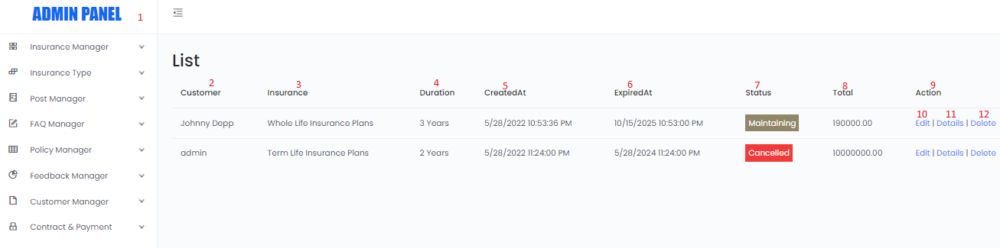 ADMIN PANEL 1
Insurance Manager
Insurance Type
Post Manager
FAQ Manager
Policy Manager
Feedback Manager
Customer Manager
Contract & Payment
List
2 3 4 5 6 7 8 9
Customer Insurance Duration CreatedAt ExpiredAt Status Total Action
10 11 12
Johnny Depp Whole Life Insurance Plans 3 Years 5/28/2022 10:53:36 PM 10/15/2025 10:53:00 PM Maintaining 190000.00 Edit | Details | Delete
admin Term Life Insurance Plans 2 Years 5/28/2022 11:24:00 PM 5/28/2024 11:24:00 PM Cancelled 10000000.00 Edit | Details | Delete